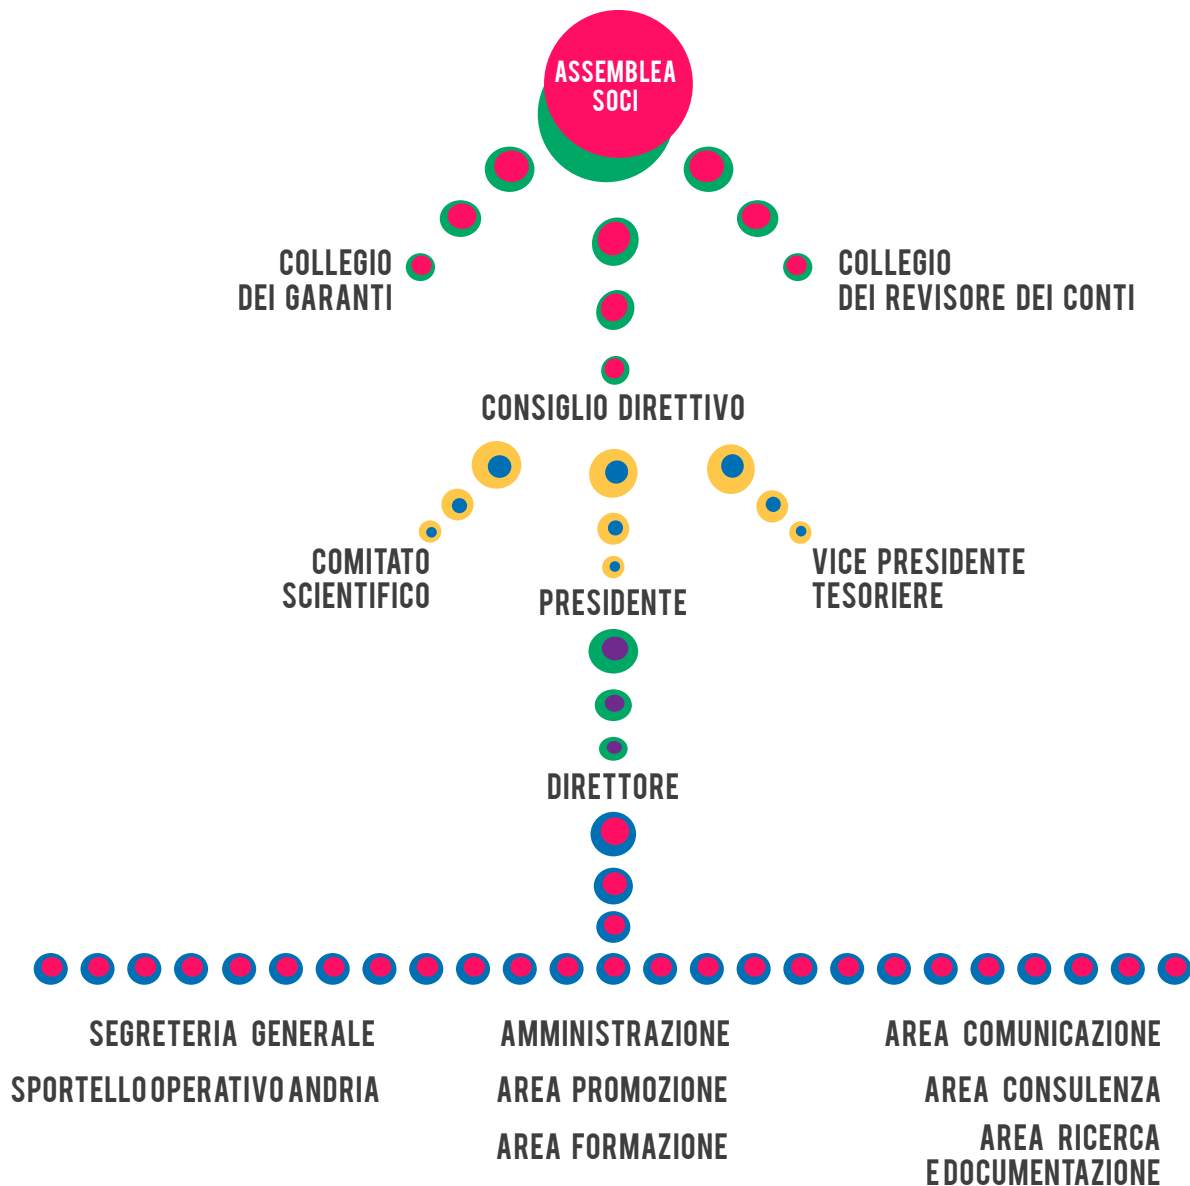 ASSEMBLEA
SOCI
COLLEGIO
DEI GARANTI
COLLEGIO
DEI REVISORE DEI CONTI
CONSIGLIO DIRETTIVO
COMITATO
SCIENTIFICO
VICE PRESIDENTE
TESORIERE
PRESIDENTE
DIRETTORE
SEGRETERIA GENERALE
AMMINISTRAZIONE
AREA COMUNICAZIONE
SPORTELLO OPERATIVO ANDRIA
AREA PROMOZIONE
AREA CONSULENZA
AREA FORMAZIONE
AREA RICERCA
E DOCUMENTAZIONE